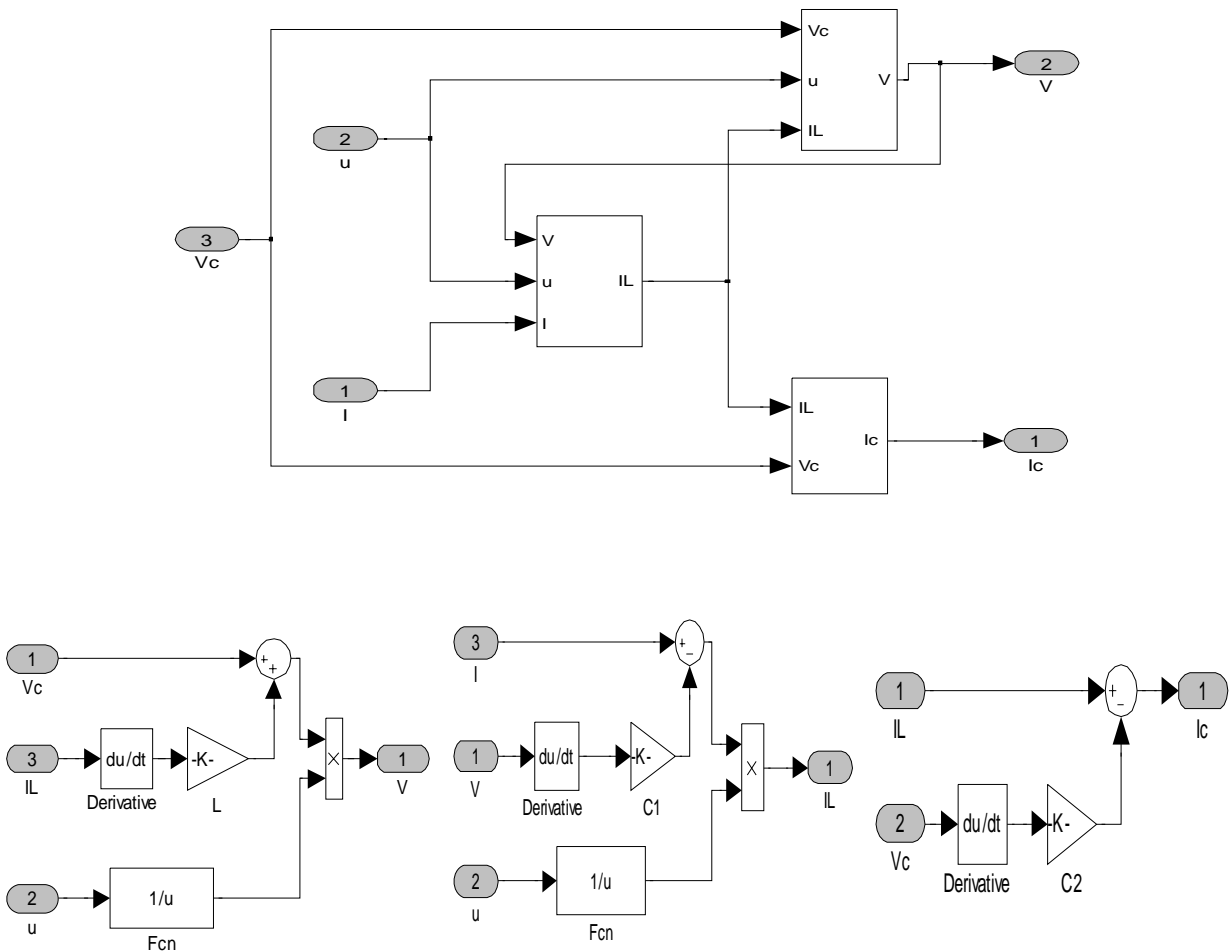 Vc
u
V
IL
2
V
2
u
3
Vc
V
u
IL
I
1
I
IL
Ic
Vc
1
Ic
1
Vc
+
+
3
IL
du/dt
Derivative
-K-
L
×
1
V
2
u
1/u
Fcn
3
I
+
–
1
V
du/dt
Derivative
-K-
C1
×
1
IL
2
u
1/u
Fcn
1
IL
+
–
1
Ic
2
Vc
du/dt
Derivative
-K-
C2